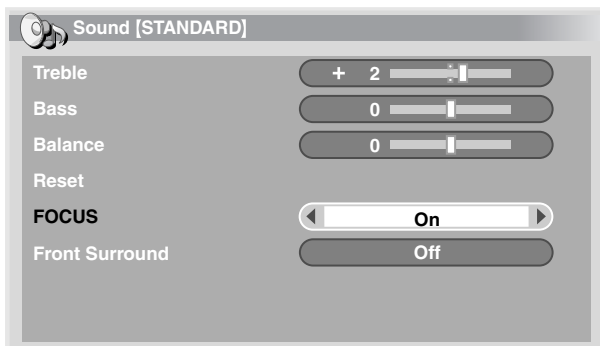 Sound [STANDARD]
Treble + 2
Bass 0
Balance 0
Reset
FOCUS On
Front Surround Off